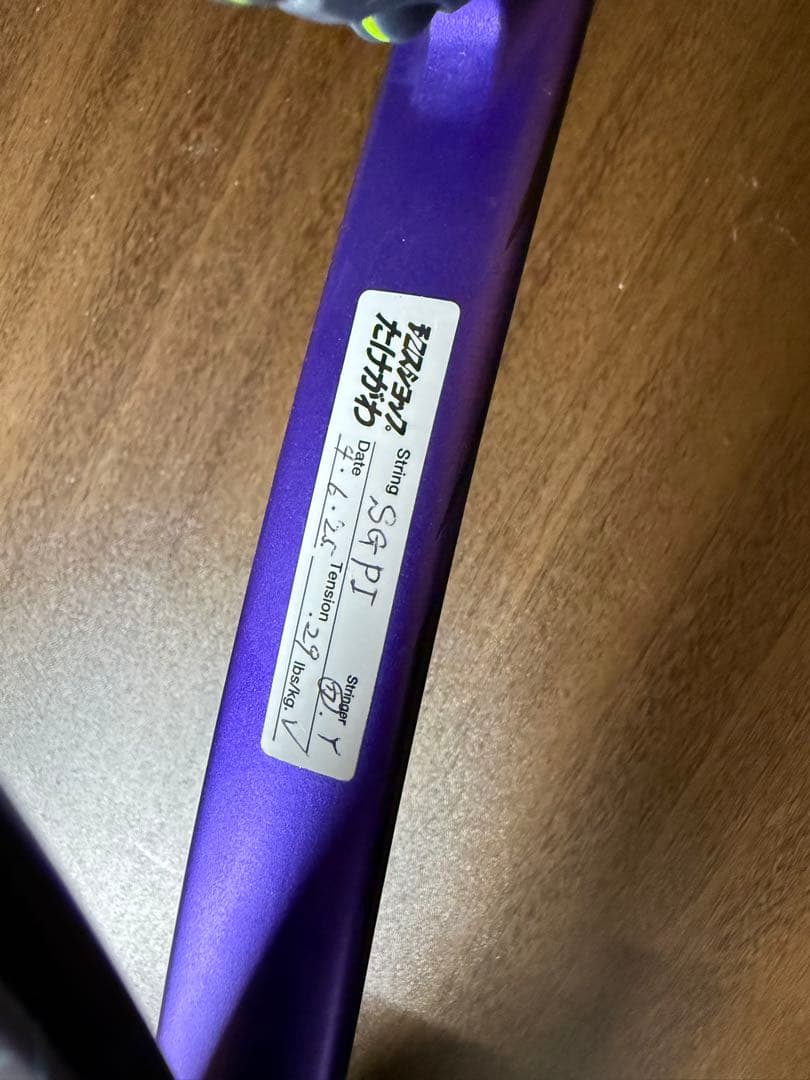 テニスショップ。
たけがわ
String SGPI Stringer Y
Date 4.6.25 Tension .29 lbs/kg. V